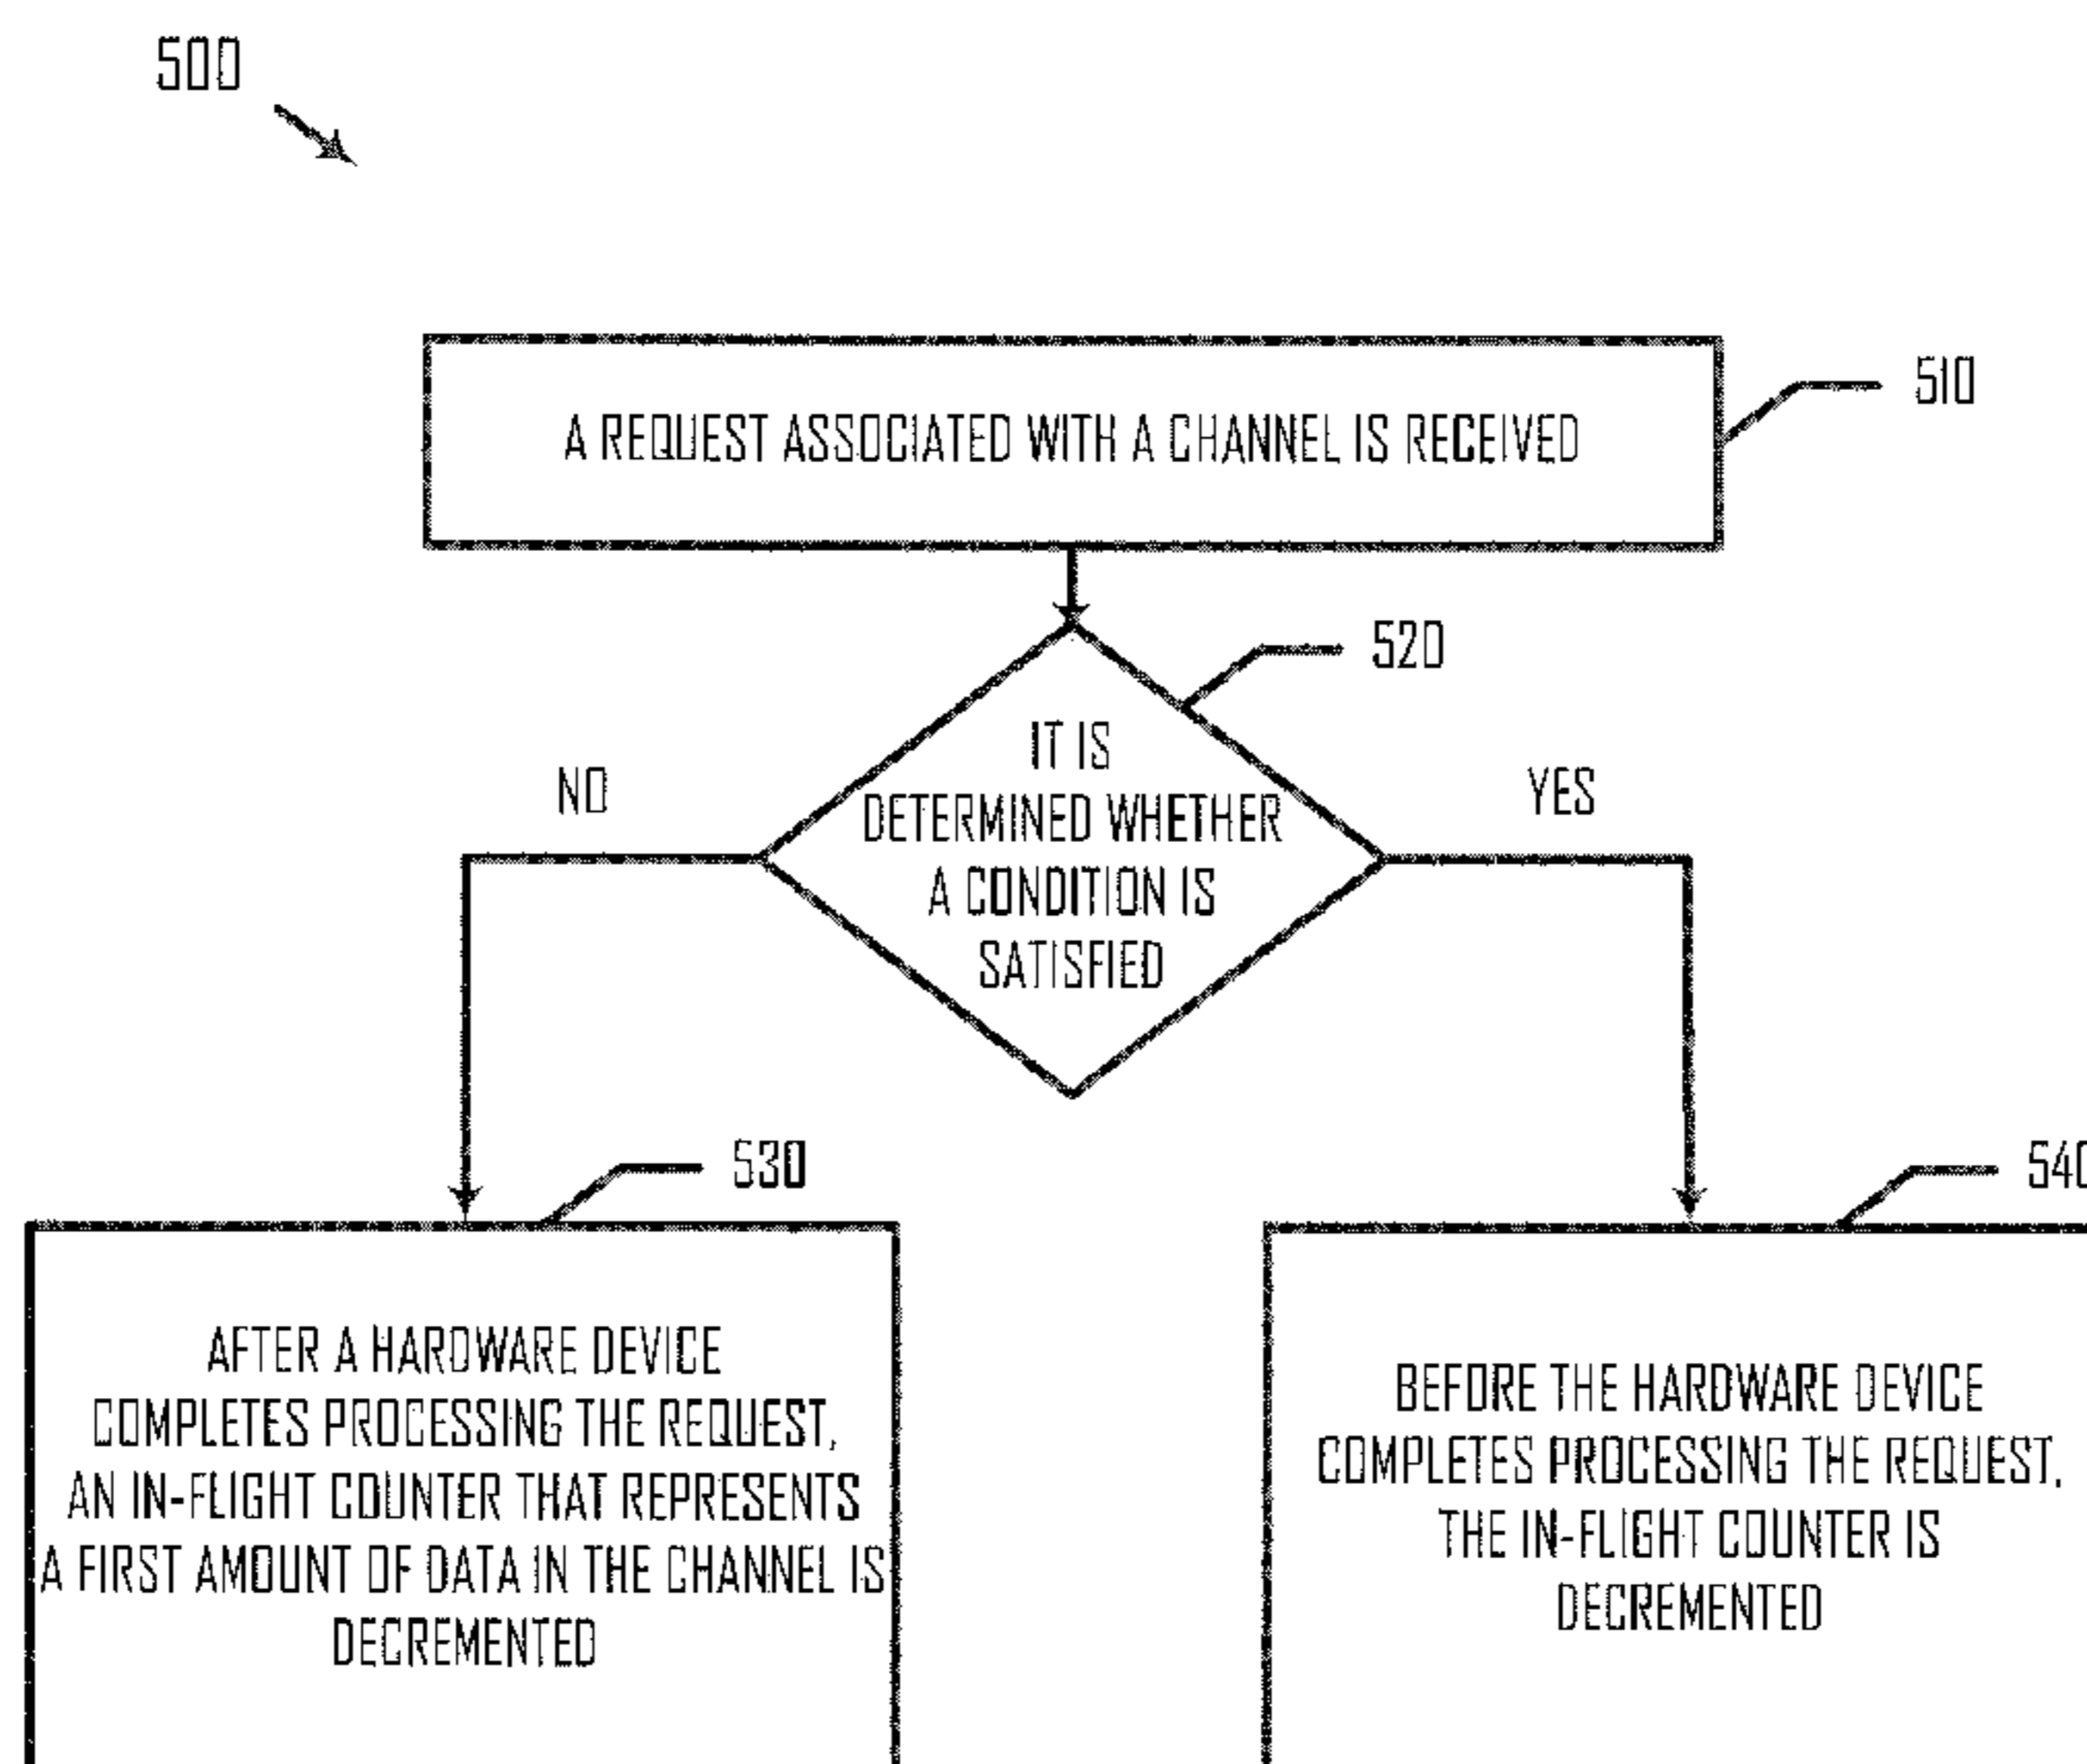 500
A REQUEST ASSOCIATED WITH A CHANNEL IS RECEIVED
510
520
IT IS
DETERMINED WHETHER
A CONDITION IS
SATISFIED
NO
YES
530
AFTER A HARDWARE DEVICE
COMPLETES PROCESSING THE REQUEST,
AN IN-FLIGHT COUNTER THAT REPRESENTS
A FIRST AMOUNT OF DATA IN THE CHANNEL IS
DECREMENTED
540
BEFORE THE HARDWARE DEVICE
COMPLETES PROCESSING THE REQUEST,
THE IN-FLIGHT COUNTER IS
DECREMENTED